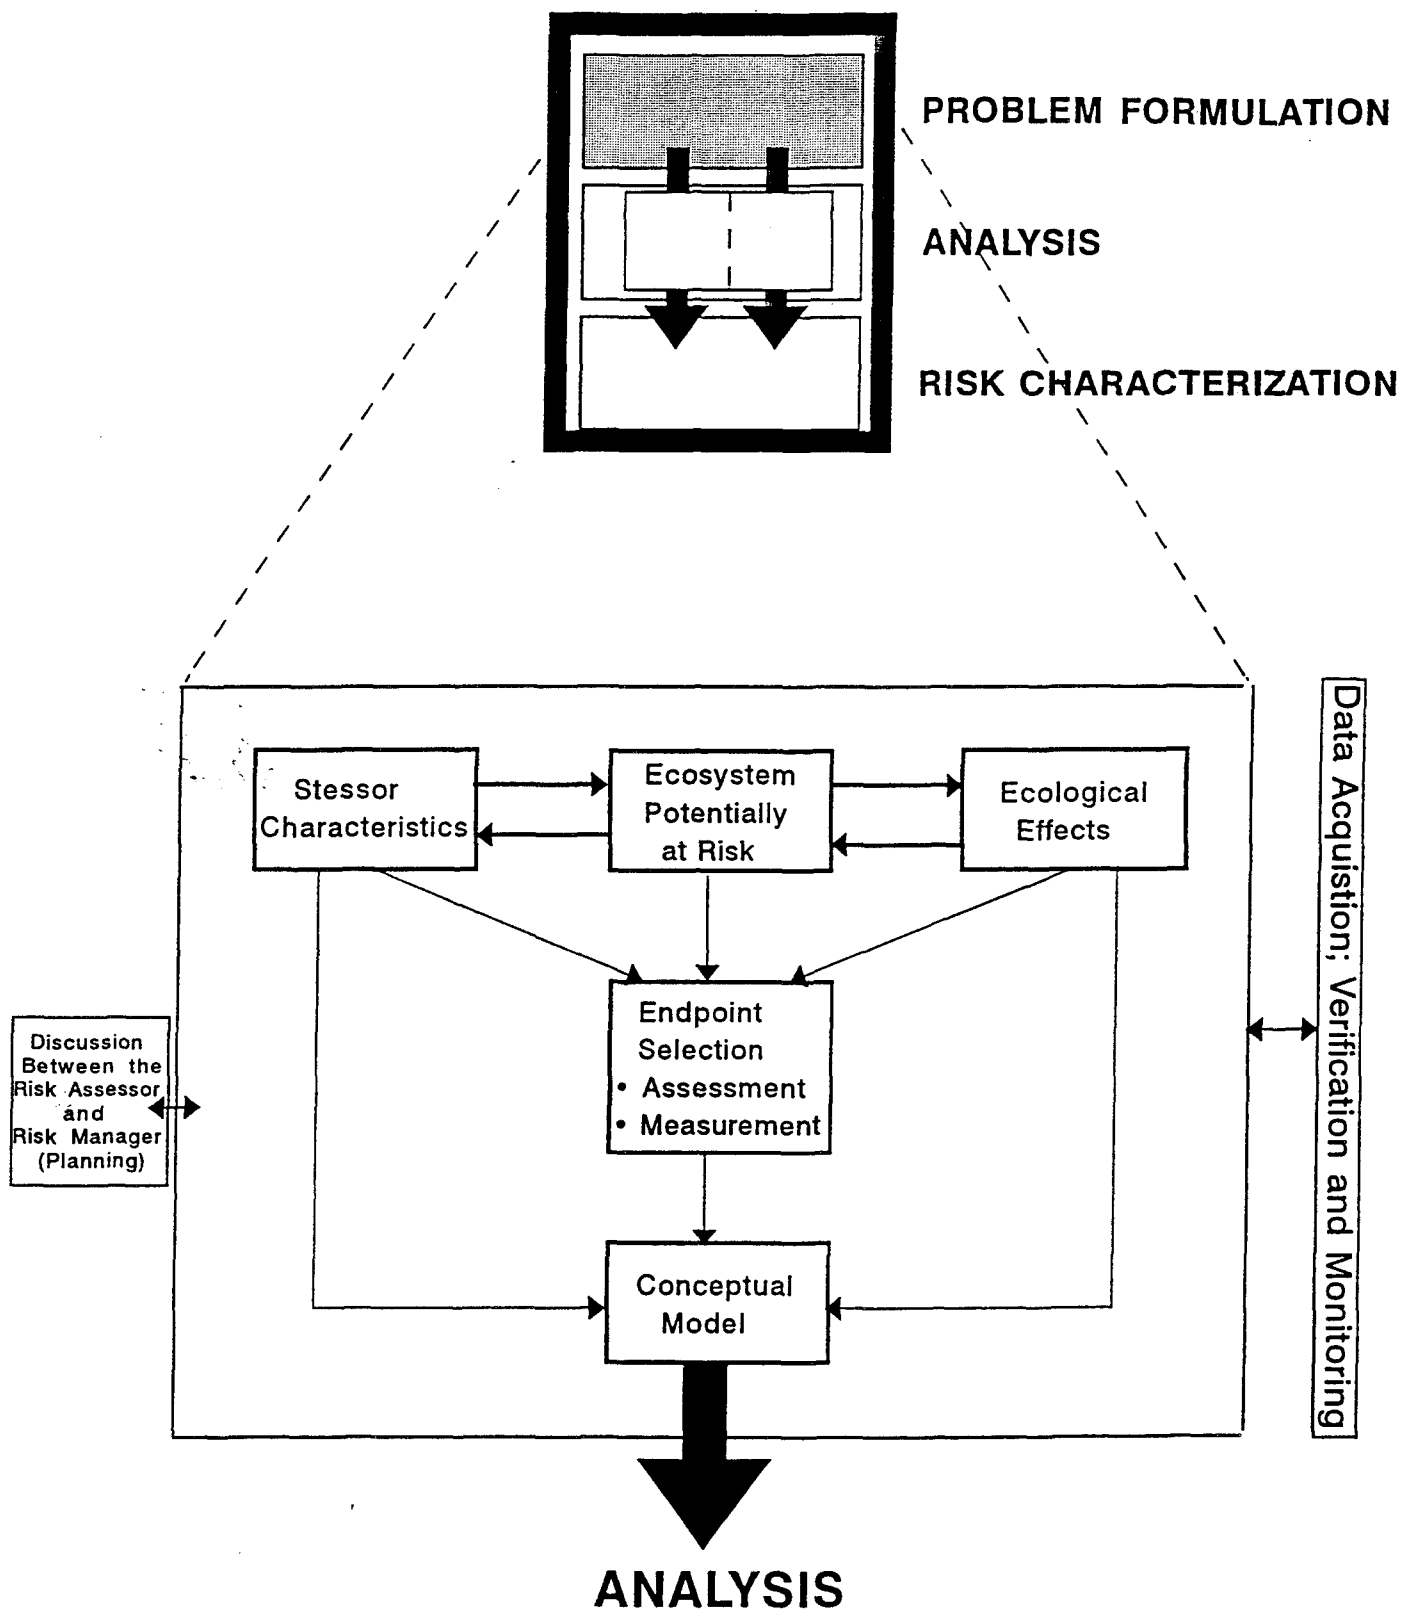 PROBLEM FORMULATION
ANALYSIS
RISK CHARACTERIZATION
Stessor
Characteristics
Ecosystem
Potentially
at Risk
Ecological
Effects
Endpoint
Selection
• Assessment
• Measurement
Discussion
Between the
Risk Assessor
and
Risk Manager
(Planning)
Data Acquistion; Verification and Monitoring
Conceptual
Model
ANALYSIS